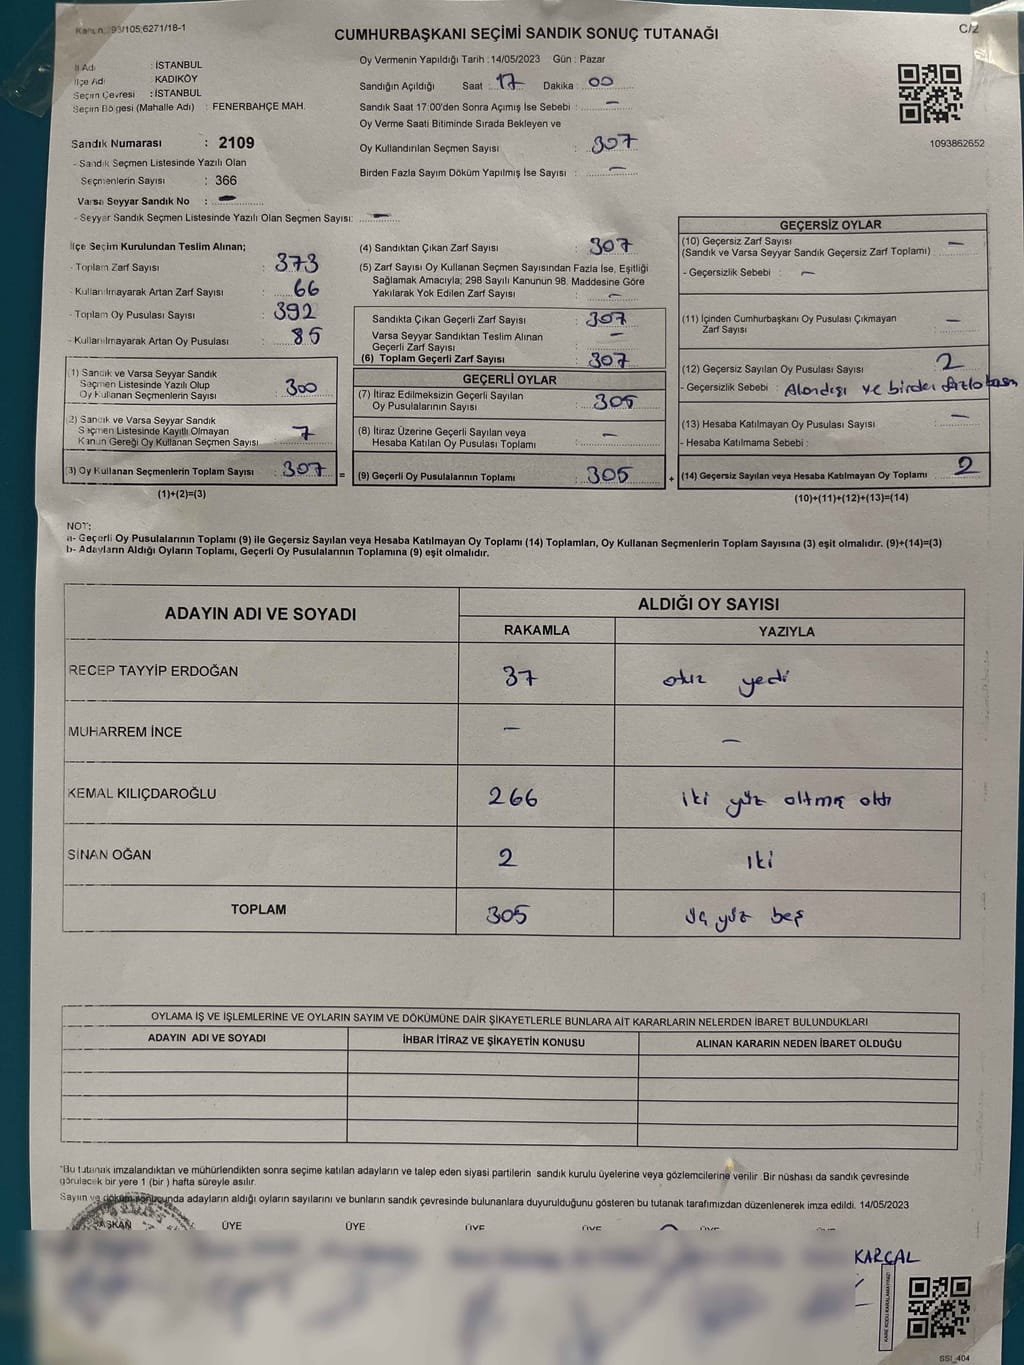 Kanun: 93/105,6271/18-1
CUMHURBAŞKANI SEÇİMİ SANDIK SONUÇ TUTANAĞI
C/2
İl Adı : İSTANBUL
İlçe Adı : KADIKÖY
Seçim Çevresi : İSTANBUL
Seçim Bölgesi (Mahalle Adı) : FENERBAHÇE MAH.
Sandık Numarası : 2109
- Sandık Seçmen Listesinde Yazılı Olan
Seçmenlerin Sayısı : 366
Varsa Seyyar Sandık No : —
- Seyyar Sandık Seçmen Listesinde Yazılı Olan Seçmen Sayısı: —
Oy Vermenin Yapıldığı Tarih : 14/05/2023 Gün : Pazar
Sandığın Açıldığı Saat : 17 Dakika : 00
Sandık Saat 17:00'den Sonra Açımış İse Sebebi : —
Oy Verme Saati Bitiminde Sırada Bekleyen ve
Oy Kullandırılan Seçmen Sayısı : 307
Birden Fazla Sayım Döküm Yapılmış İse Sayısı : —
1093862652
İlçe Seçim Kurulundan Teslim Alınan;
- Toplam Zarf Sayısı : 373
- Kullanılmayarak Artan Zarf Sayısı : 66
- Toplam Oy Pusulası Sayısı : 392
- Kullanılmayarak Artan Oy Pusulası : 85
(1) Sandık ve Varsa Seyyar Sandık
Seçmen Listesinde Yazılı Olup
Oy Kullanan Seçmenlerin Sayısı : 300
(2) Sandık ve Varsa Seyyar Sandık
Seçmen Listesinde Kayıtlı Olmayan
Kanun Gereği Oy Kullanan Seçmen Sayısı : 7
(3) Oy Kullanan Seçmenlerin Toplam Sayısı : 307 =
(1)+(2)=(3)
(4) Sandıktan Çıkan Zarf Sayısı : 307
(5) Zarf Sayısı Oy Kullanan Seçmen Sayısından Fazla İse, Eşitliği
Sağlamak Amacıyla; 298 Sayılı Kanunun 98. Maddesine Göre
Yakılarak Yok Edilen Zarf Sayısı : —
Sandıkta Çıkan Geçerli Zarf Sayısı : 307
Varsa Seyyar Sandıktan Teslim Alınan
Geçerli Zarf Sayısı : —
(6) Toplam Geçerli Zarf Sayısı : 307
GEÇERLİ OYLAR
(7) İtiraz Edilmeksizin Geçerli Sayılan
Oy Pusulalarının Sayısı : 305
(8) İtiraz Üzerine Geçerli Sayılan veya
Hesaba Katılan Oy Pusulası Toplamı : —
(9) Geçerli Oy Pusulalarının Toplamı : 305 +
GEÇERSİZ OYLAR
(10) Geçersiz Zarf Sayısı
(Sandık ve Varsa Seyyar Sandık Geçersiz Zarf Toplamı) : —
- Geçersizlik Sebebi : —
(11) İçinden Cumhurbaşkanı Oy Pusulası Çıkmayan
Zarf Sayısı : —
(12) Geçersiz Sayılan Oy Pusulası Sayısı : 2
- Geçersizlik Sebebi :
(13) Hesaba Katılmayan Oy Pusulası Sayısı : —
- Hesaba Katılmama Sebebi :
(14) Geçersiz Sayılan veya Hesaba Katılmayan Oy Toplamı : 2
(10)+(11)+(12)+(13)=(14)
NOT:
a- Geçerli Oy Pusulalarının Toplamı (9) ile Geçersiz Sayılan veya Hesaba Katılmayan Oy Toplamı (14) Toplamları, Oy Kullanan Seçmenlerin Toplam Sayısına (3) eşit olmalıdır. (9)+(14)=(3)
b- Adayların Aldığı Oyların Toplamı, Geçerli Oy Pusulalarının Toplamına (9) eşit olmalıdır.
ADAYIN ADI VE SOYADI
ALDIĞI OY SAYISI
RAKAMLA YAZIYLA
RECEP TAYYİP ERDOĞAN 37 otuz yedi
MUHARREM İNCE — —
KEMAL KILIÇDAROĞLU 266 iki yüz altmış altı
SİNAN OĞAN 2 iki
TOPLAM 305 üç yüz beş
OYLAMA İŞ VE İŞLEMLERİNE VE OYLARIN SAYIM VE DÖKÜMÜNE DAİR ŞİKAYETLERLE BUNLARA AİT KARARLARIN NELERDEN İBARET BULUNDUKLARI
ADAYIN ADI VE SOYADI İHBAR İTİRAZ VE ŞİKAYETİN KONUSU ALINAN KARARIN NEDEN İBARET OLDUĞU
"Bu tutanak imzalandıktan ve mühürlendikten sonra seçime katılan adayların ve talep eden siyasi partilerin sandık kurulu üyelerine veya gözlemcilerine verilir. Bir nüshası da sandık çevresinde
görülecek bir yere 1 (bir ) hafta süreyle asılır.
Sayım ve döküm sonucunda adayların aldığı oyların sayılarını ve bunların sandık çevresinde bulunanlara duyurulduğunu gösteren bu tutanak tarafımızdan düzenlenerek imza edildi. 14/05/2023
BAŞKAN ÜYE ÜYE ÜYE ÜYE ÜYE
KARÇAL
KARE KODU KARALAMAYINIZ!
SSI_404